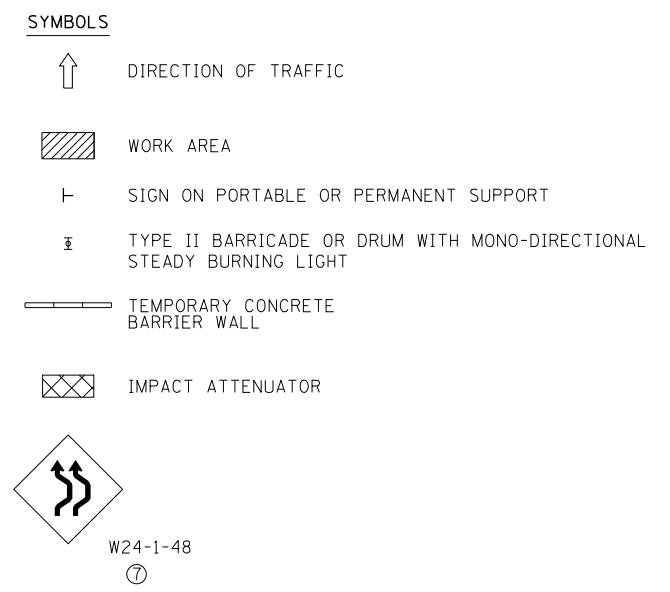 SYMBOLS
DIRECTION OF TRAFFIC
WORK AREA
SIGN ON PORTABLE OR PERMANENT SUPPORT
TYPE II BARRICADE OR DRUM WITH MONO-DIRECTIONAL
STEADY BURNING LIGHT
TEMPORARY CONCRETE
BARRIER WALL
IMPACT ATTENUATOR
W24-1-48
7